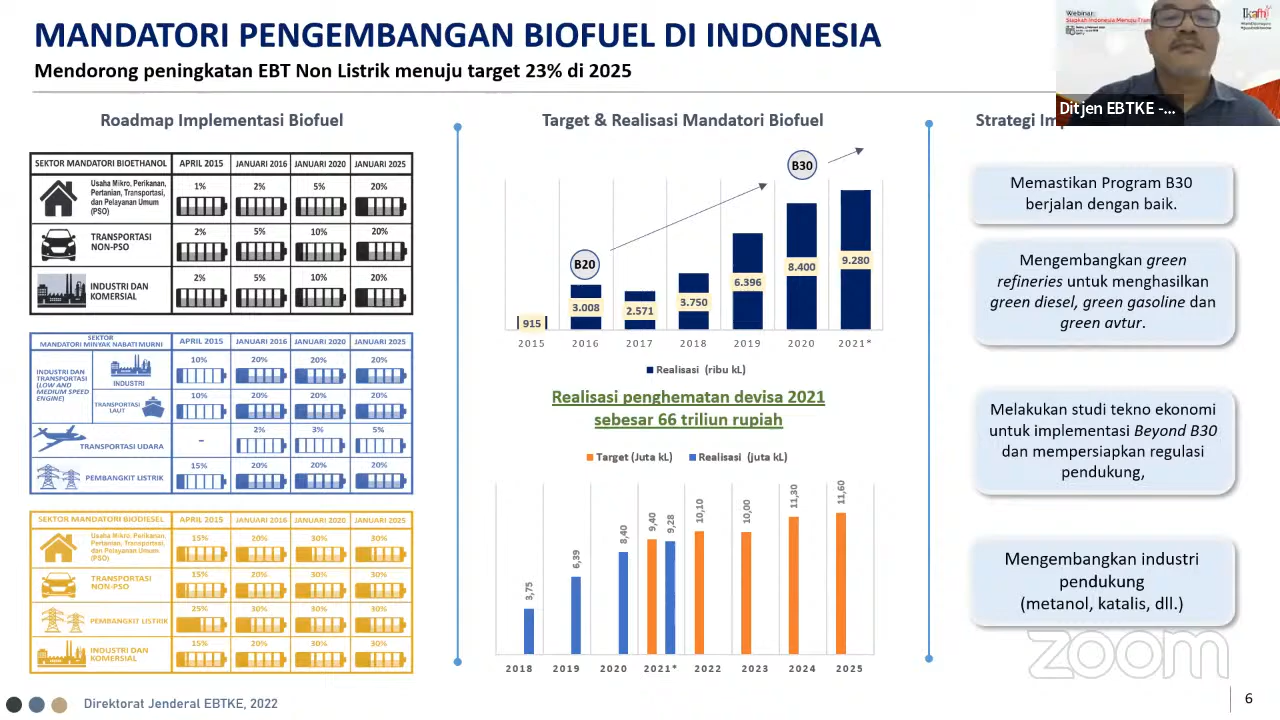 MANDATORI PENGEMBANGAN BIOFUEL DI INDONESIA
Mendorong peningkatan EBT Non Listrik menuju target 23% di 2025
Webinar:
Ikafh
Ditjen EBTKE -...
Roadmap Implementasi Biofuel
SEKTOR MANDATORI BIOETHANOL APRIL 2015 JANUARI 2016 JANUARI 2020 JANUARI 2025
Usaha Mikro, Perikanan,
Pertanian, Transportasi,
dan Pelayanan Umum
(PSO)
1% 2% 5% 20%
TRANSPORTASI
NON-PSO
2% 5% 10% 20%
INDUSTRI DAN
KOMERSIAL
2% 5% 10% 20%
SEKTOR
MANDATORI MINYAK NABATI MURNI
APRIL 2015 JANUARI 2016 JANUARI 2020 JANUARI 2025
INDUSTRI DAN
TRANSPORTASI
(LOW AND
MEDIUM SPEED
ENGINE)
INDUSTRI
10% 20% 20% 20%
TRANSPORTASI
LAUT
10% 20% 20% 20%
TRANSPORTASI UDARA
- 2% 3% 5%
PEMBANGKIT LISTRIK
15% 20% 20% 20%
SEKTOR MANDATORI BIODIESEL APRIL 2015 JANUARI 2016 JANUARI 2020 JANUARI 2025
Usaha Mikro, Perikanan,
Pertanian, Transportasi,
dan Pelayanan Umum
(PSO)
15% 20% 30% 30%
TRANSPORTASI
NON-PSO
15% 20% 30% 30%
PEMBANGKIT LISTRIK
25% 30% 30% 30%
INDUSTRI DAN
KOMERSIAL
15% 20% 30% 30%
Target & Realisasi Mandatori Biofuel
B20
B30
915
3.008
2.571
3.750
6.396
8.400
9.280
2015 2016 2017 2018 2019 2020 2021*
Realisasi (ribu kL)
Realisasi penghematan devisa 2021
sebesar 66 triliun rupiah
Target (Juta kL) Realisasi (juta kL)
3,75
6,39
8,40
9,40
9,28
10,10
10,00
11,30
11,60
2018 2019 2020 2021* 2022 2023 2024 2025
Strategi Im
Memastikan Program B30
berjalan dengan baik.
Mengembangkan green
refineries untuk menghasilkan
green diesel, green gasoline dan
green avtur.
Melakukan studi tekno ekonomi
untuk implementasi Beyond B30
dan mempersiapkan regulasi
pendukung,
Mengembangkan industri
pendukung
(metanol, katalis, dll.)
zoom
Direktorat Jenderal EBTKE, 2022
6